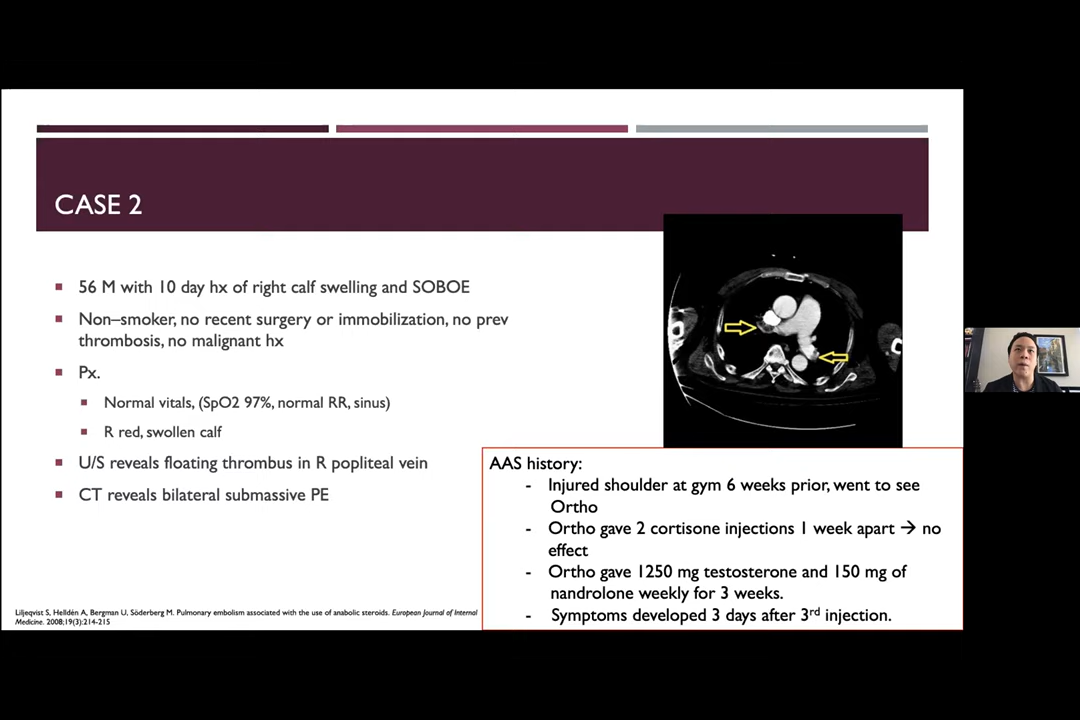 CASE 2
56 M with 10 day hx of right calf swelling and SOBOE
Non–smoker, no recent surgery or immobilization, no prev
thrombosis, no malignant hx
Px.
Normal vitals, (SpO2 97%, normal RR, sinus)
R red, swollen calf
U/S reveals floating thrombus in R popliteal vein
CT reveals bilateral submassive PE
AAS history:
- Injured shoulder at gym 6 weeks prior, went to see
Ortho
- Ortho gave 2 cortisone injections 1 week apart → no
effect
- Ortho gave 1250 mg testosterone and 150 mg of
nandrolone weekly for 3 weeks.
- Symptoms developed 3 days after 3rd injection.
Liljeqvist S, Helldén A, Bergman U, Söderberg M. Pulmonary embolism associated with the use of anabolic steroids. European Journal of Internal
Medicine. 2008;19(3):214-215